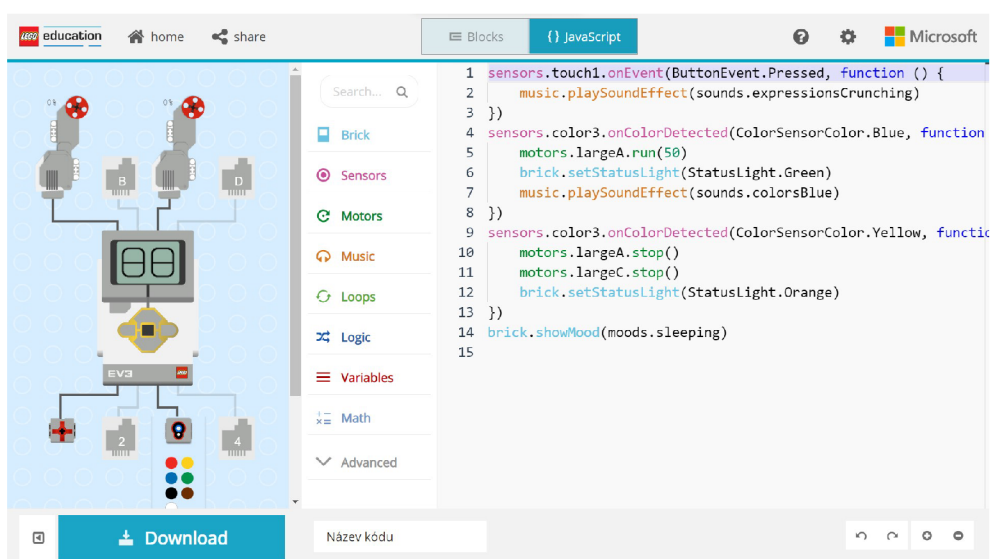 LEGO education home share Blocks {} JavaScript ? Microsoft
0% 0%
B D
EV3 LEGO
2 4
Search...
Brick
Sensors
Motors
Music
Loops
Logic
Variables
Math
Advanced
1 sensors.touch1.onEvent(ButtonEvent.Pressed, function () {
2 music.playSoundEffect(sounds.expressionsCrunching)
3 })
4 sensors.color3.onColorDetected(ColorSensorColor.Blue, function
5 motors.largeA.run(50)
6 brick.setStatusLight(StatusLight.Green)
7 music.playSoundEffect(sounds.colorsBlue)
8 })
9 sensors.color3.onColorDetected(ColorSensorColor.Yellow, functio
10 motors.largeA.stop()
11 motors.largeC.stop()
12 brick.setStatusLight(StatusLight.Orange)
13 })
14 brick.showMood(moods.sleeping)
15
Download
Název kódu